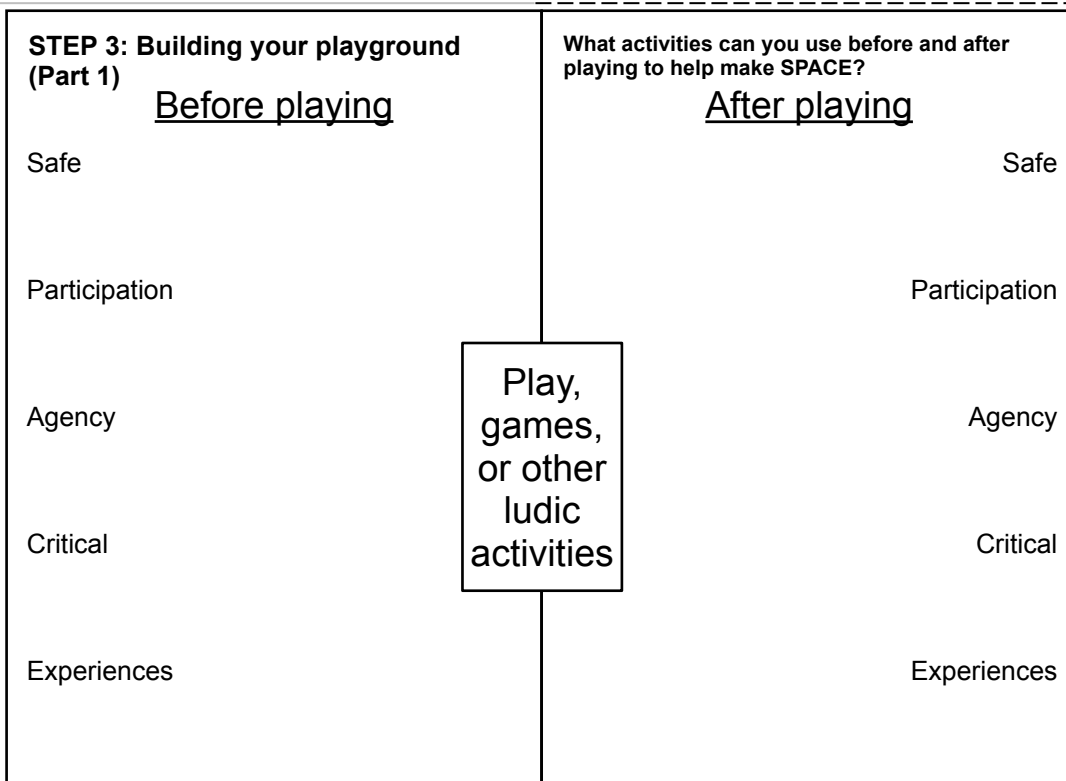 STEP 3: Building your playground
(Part 1)
Before playing
Safe
Participation
Agency
Critical
Experiences
Play,
games,
or other
ludic
activities
What activities can you use before and after
playing to help make SPACE?
After playing
Safe
Participation
Agency
Critical
Experiences